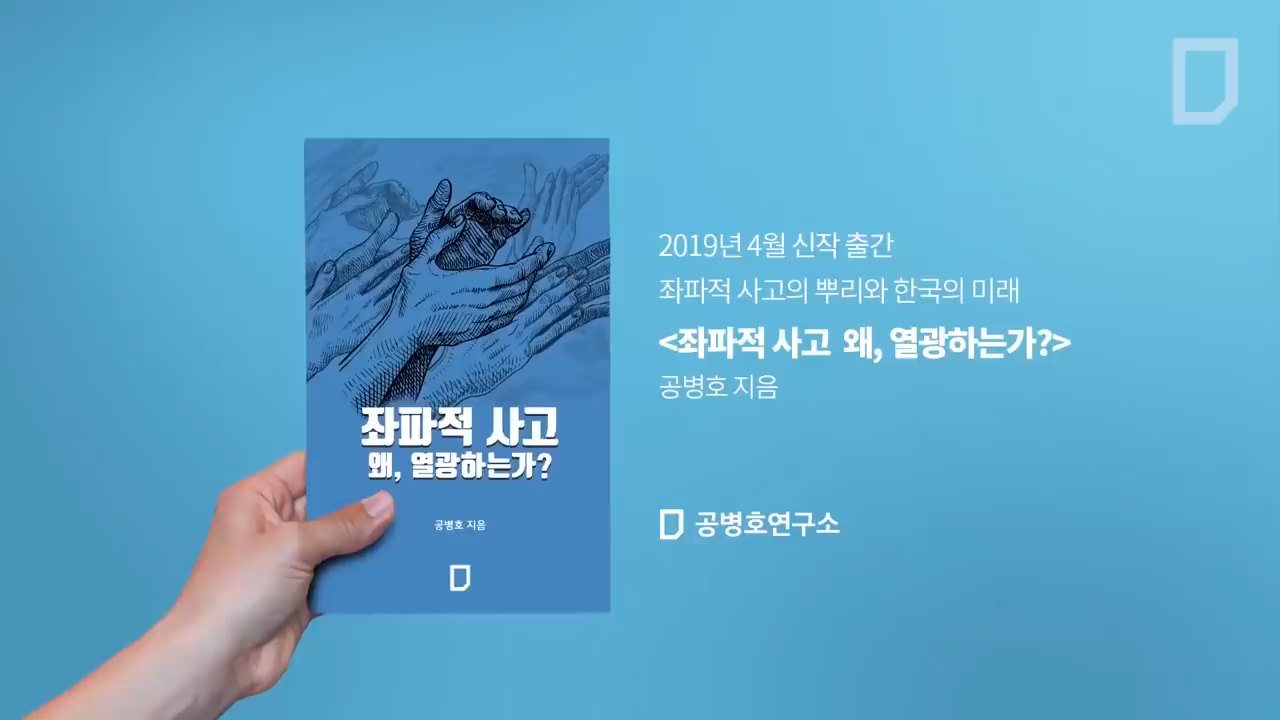 좌파적 사고
왜, 열광하는가?
공병호 지음
2019년 4월 신작 출간
좌파적 사고의 뿌리와 한국의 미래
<좌파적 사고 왜, 열광하는가?>
공병호 지음
공병호연구소